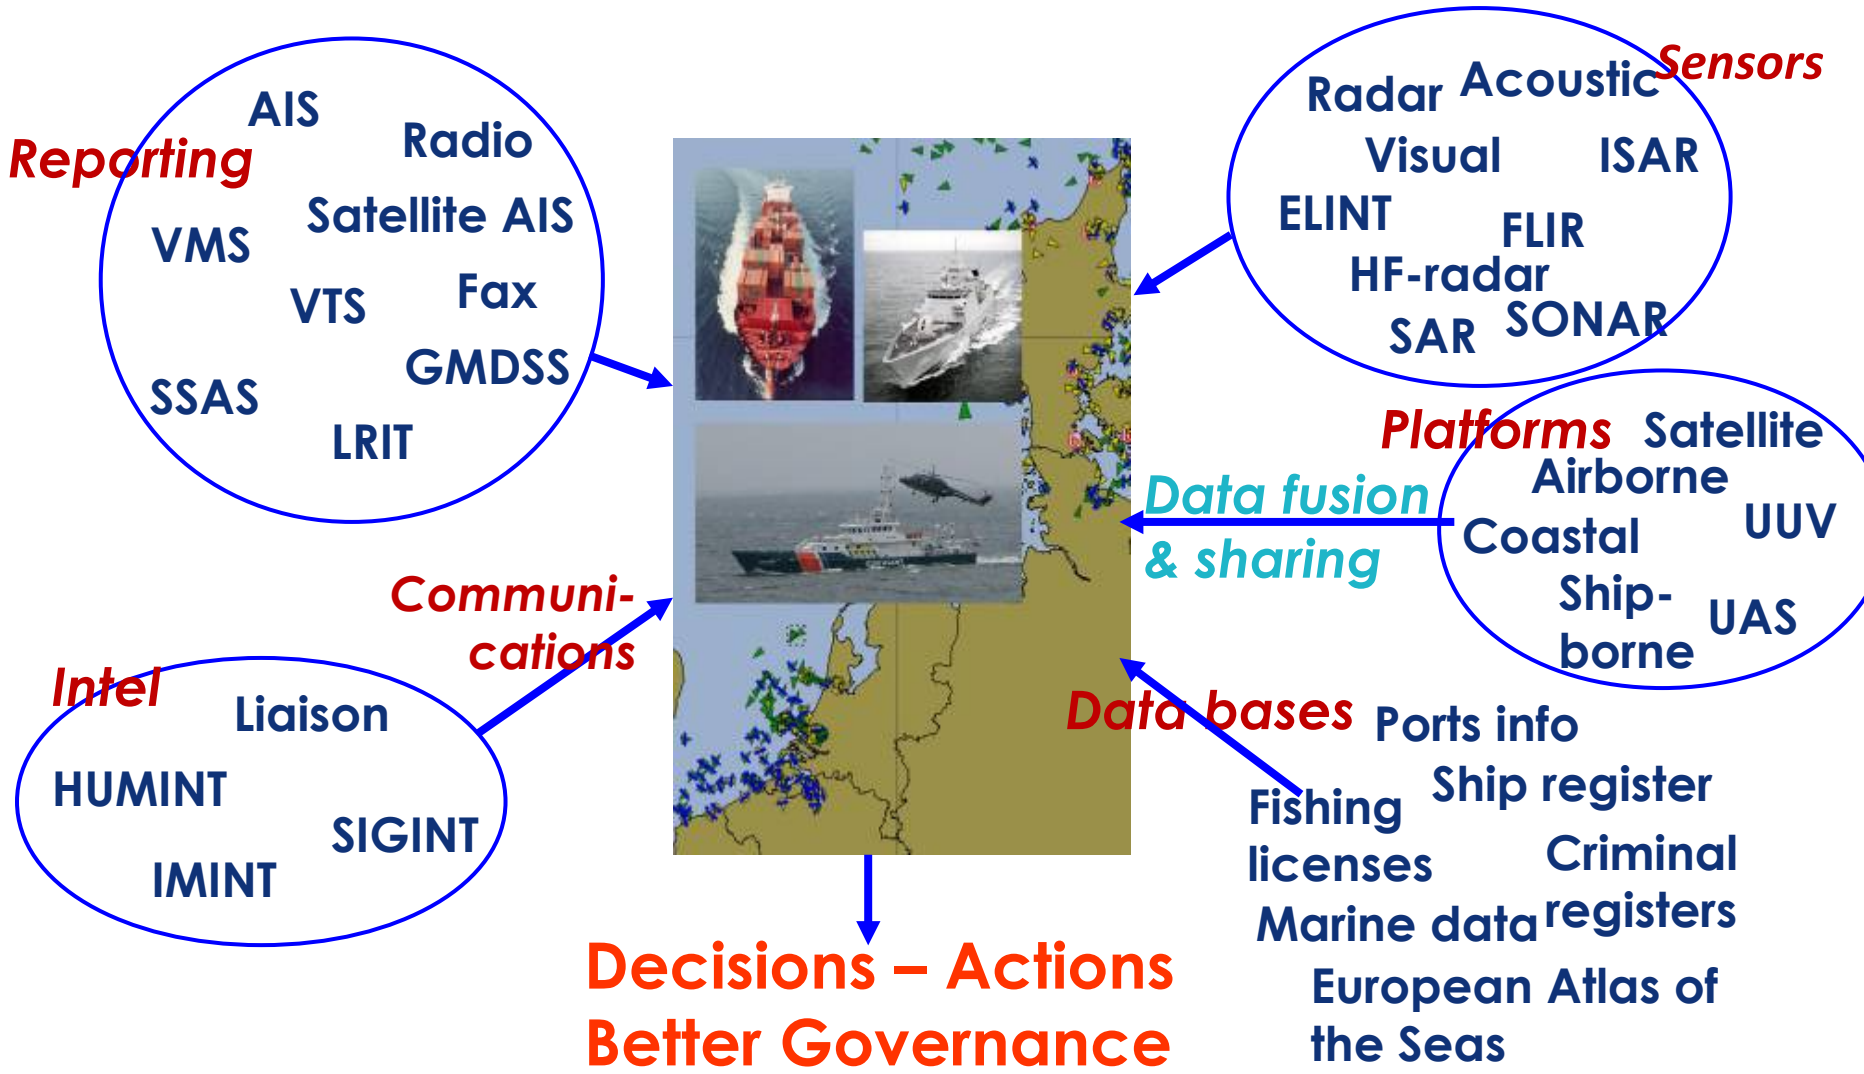 Reporting
AIS
Radio
Satellite AIS
VMS
VTS
Fax
GMDSS
SSAS
LRIT
Sensors
Radar
Acoustic
Visual
ISAR
ELINT
FLIR
HF-radar
SAR
SONAR
Platforms
Satellite
Airborne
UUV
Coastal
Ship-
borne
UAS
Data fusion
& sharing
Communi-
cations
Intel
Liaison
HUMINT
SIGINT
IMINT
Data bases
Ports info
Ship register
Fishing
licenses
Criminal
registers
Marine data
European Atlas of
the Seas
Decisions – Actions
Better Governance